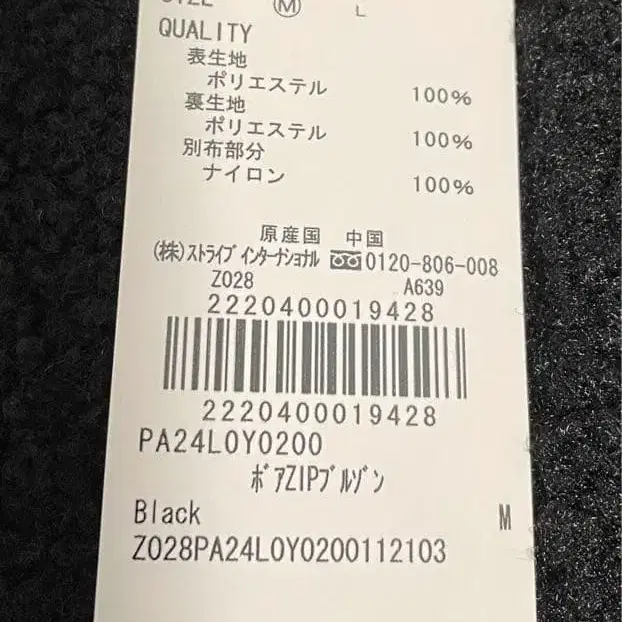 SIZE Ⓜ L
QUALITY
表生地
ポリエステル 100%
裏生地
ポリエステル 100%
別布部分
ナイロン 100%
原産国 中国
(株)ストライプインターナショナル 0120-806-008
Z028 A639
2220400019428
2220400019428
PA24L0Y0200
ボアZIPブルゾン
Black M
Z028PA24L0Y0200112103